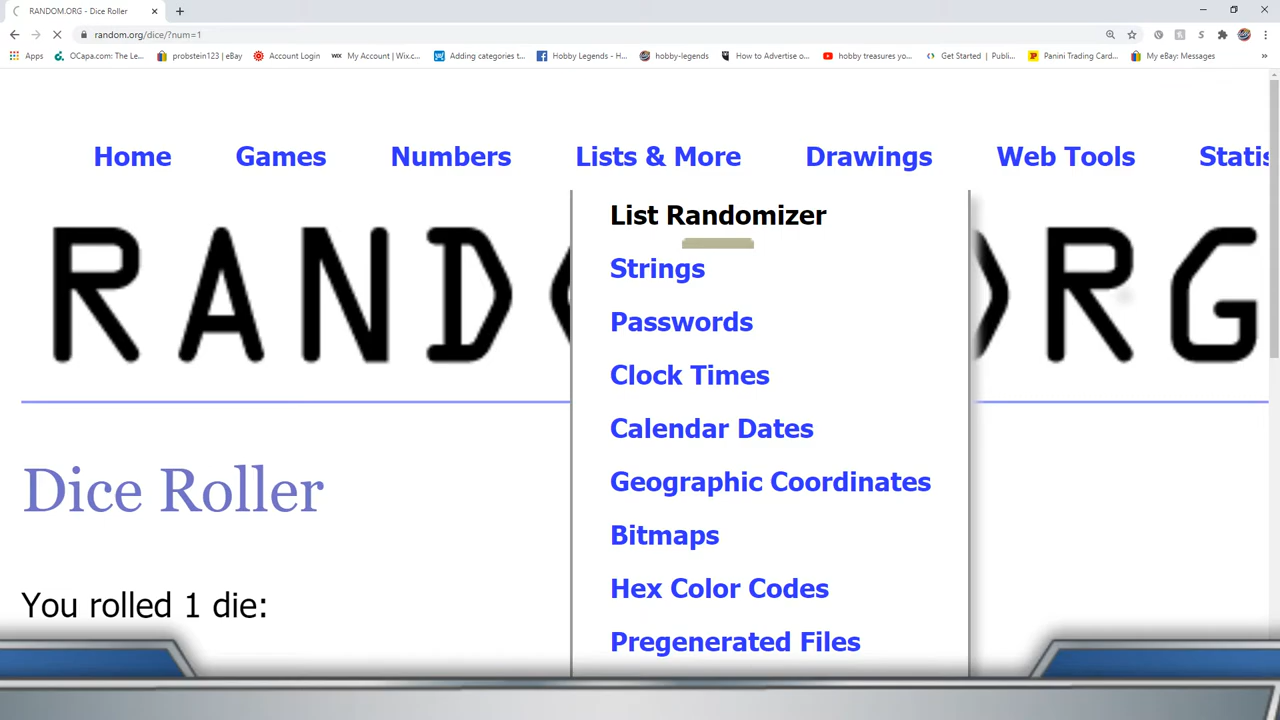 RANDOM.ORG - Dice Roller
random.org/dice/?num=1
Apps OCapa.com: The Le... probstein123 | eBay Account Login My Account | Wix.c... Adding categories t... Hobby Legends - H... hobby-legends How to Advertise o... hobby treasures yo... Get Started | Publi... Panini Trading Card... My eBay: Messages
Home Games Numbers Lists & More Drawings Web Tools Statis
RAND RG
List Randomizer
Strings
Passwords
Clock Times
Calendar Dates
Geographic Coordinates
Bitmaps
Hex Color Codes
Pregenerated Files
Dice Roller
You rolled 1 die: